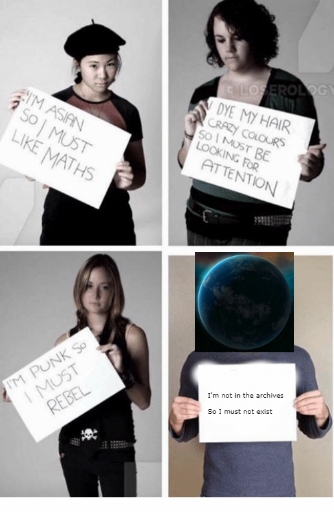 I'M ASIAN
SO I MUST
LIKE MATHS
LOSEROLOGY
I DYE MY HAIR
CRAZY COLOURS
SO I MUST BE
LOOKING FOR
ATTENTION
I'M PUNK SO
I MUST
REBEL
I'm not in the archives
So I must not exist